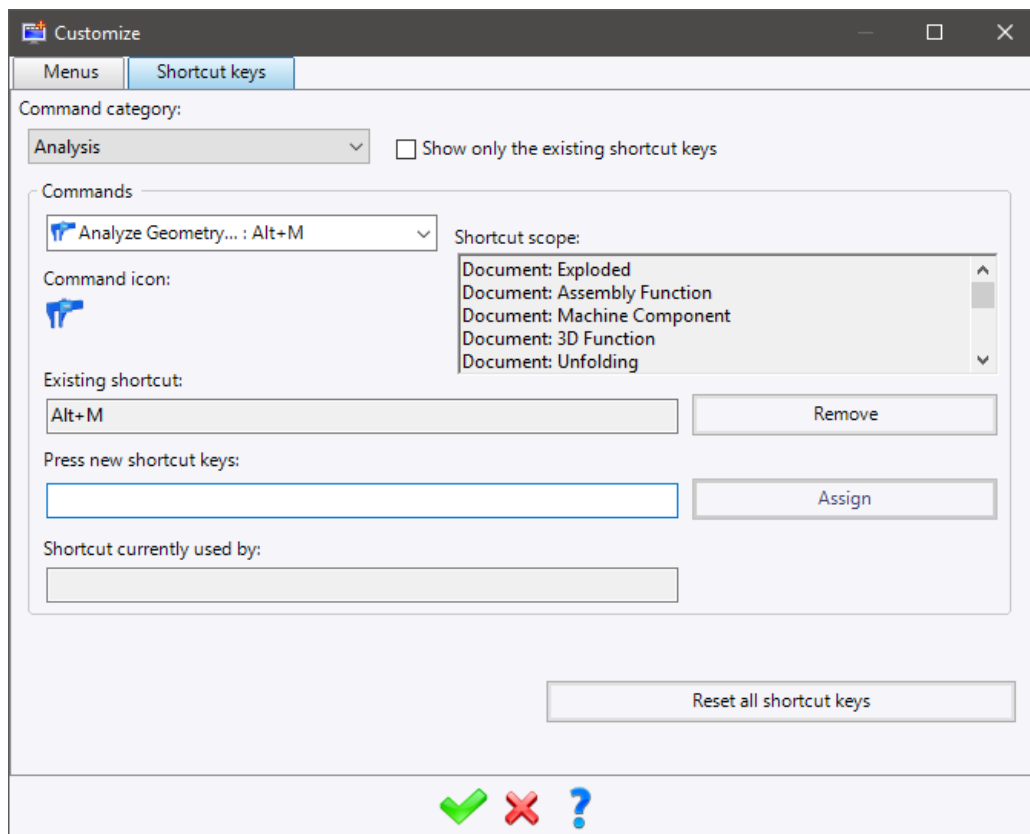 Customize
Menus
Shortcut keys
Command category:
Analysis
Show only the existing shortcut keys
Commands
Analyze Geometry... : Alt+M
Shortcut scope:
Document: Exploded
Document: Assembly Function
Document: Machine Component
Document: 3D Function
Document: Unfolding
Command icon:
Existing shortcut:
Alt+M
Remove
Press new shortcut keys:
Assign
Shortcut currently used by:
Reset all shortcut keys